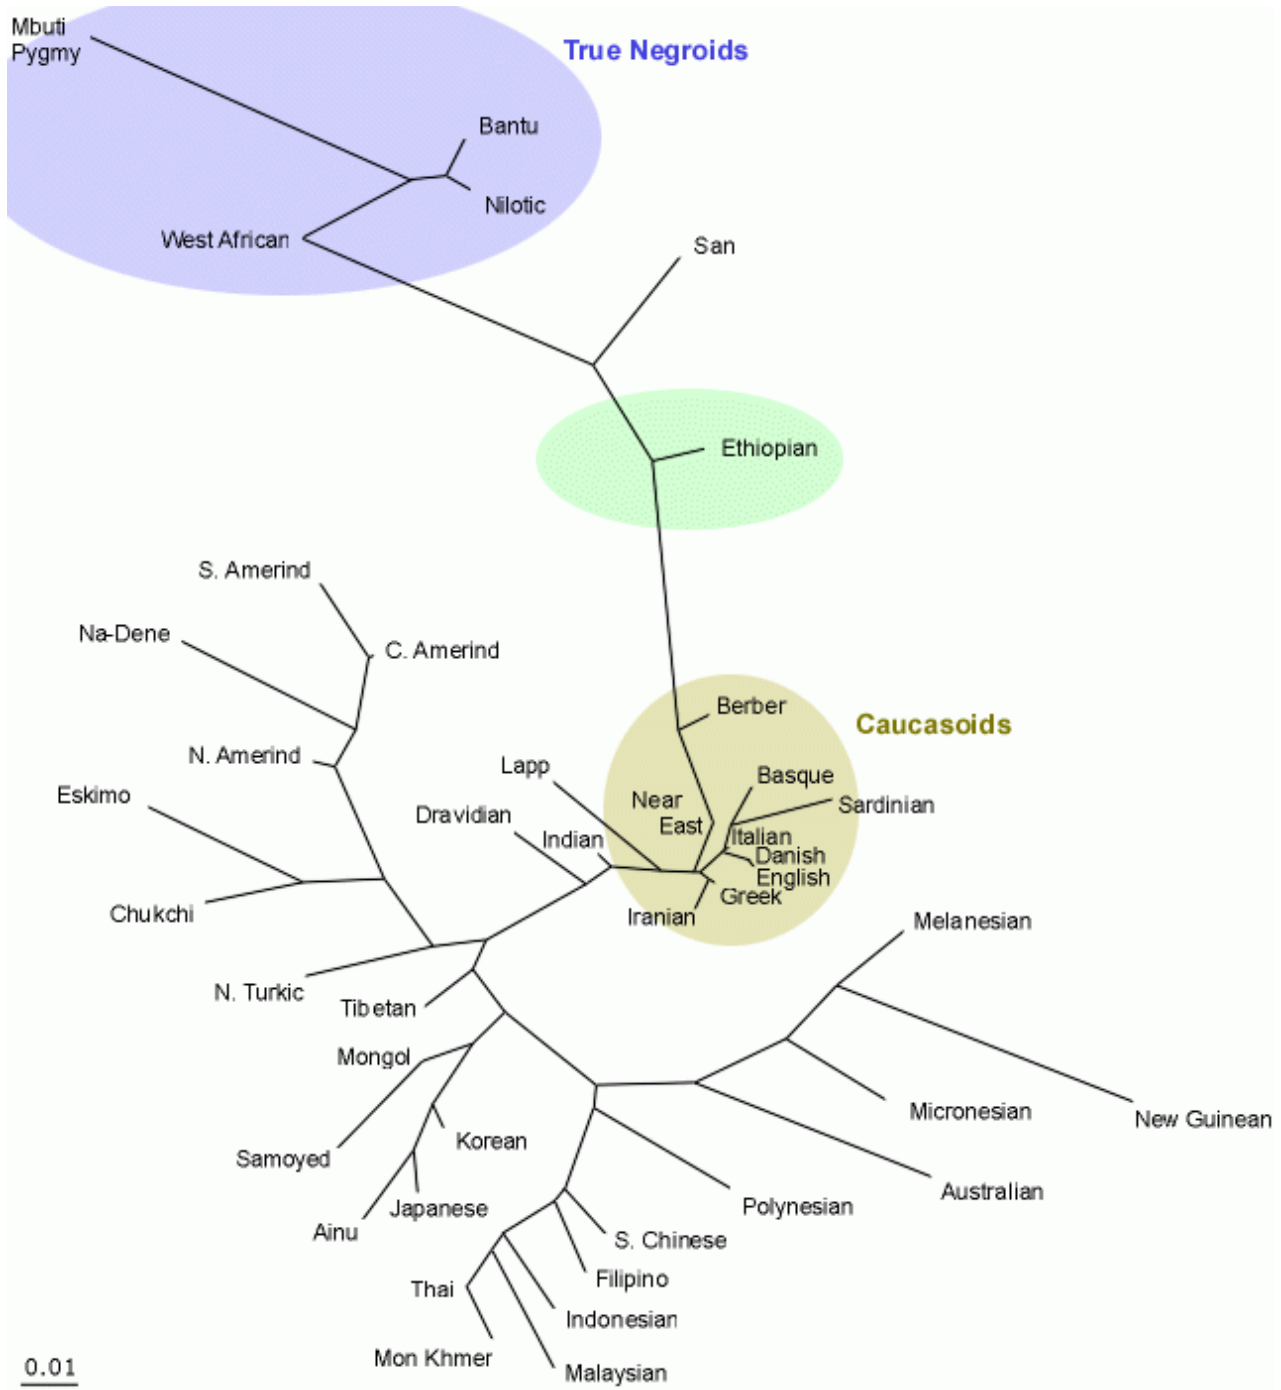 Mbuti
Pygmy
True Negroids
Bantu
Nilotic
West African
San
Ethiopian
S. Amerind
Na-Dene
C. Amerind
Berber
Caucasoids
N. Amerind
Lapp
Basque
Eskimo
Near
East
Sardinian
Dravidian
Indian
Italian
Danish
English
Greek
Chukchi
Iranian
Melanesian
N. Turkic
Tibetan
Mongol
Micronesian
New Guinean
Korean
Samoyed
Australian
Japanese
Polynesian
Ainu
S. Chinese
Filipino
Thai
Indonesian
Mon Khmer
0.01
Malaysian